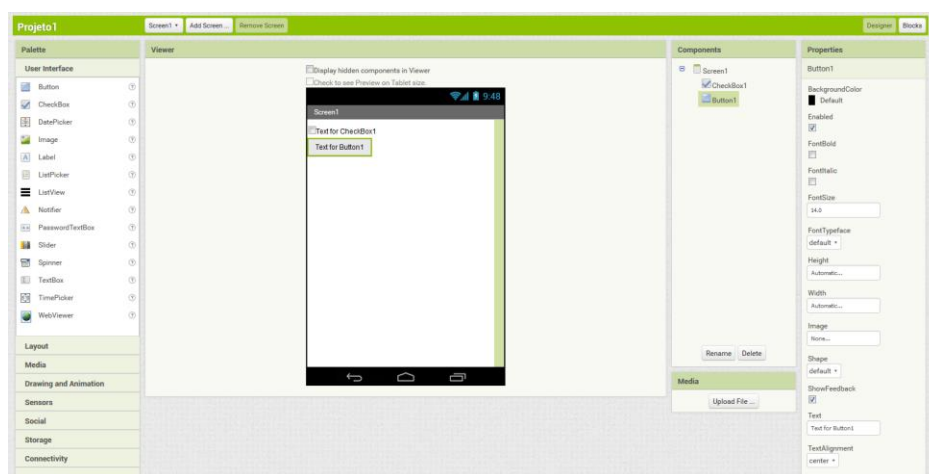 Projeto1
Screen1
Add Screen ...
Remove Screen
Designer
Blocks
Palette
User Interface
Button
CheckBox
DatePicker
Image
Label
ListPicker
ListView
Notifier
PasswordTextBox
Slider
Spinner
TextBox
TimePicker
WebViewer
Layout
Media
Drawing and Animation
Sensors
Social
Storage
Connectivity
Viewer
Display hidden components in Viewer
Check to see Preview on Tablet size.
9:48
Screen1
Text for CheckBox1
Text for Button1
Components
Screen1
CheckBox1
Button1
Rename
Delete
Media
Upload File ...
Properties
Button1
BackgroundColor
Default
Enabled
FontBold
FontItalic
FontSize
14.0
FontTypeface
default
Height
Automatic...
Width
Automatic...
Image
None...
Shape
default
ShowFeedback
Text
Text for Button1
TextAlignment
center